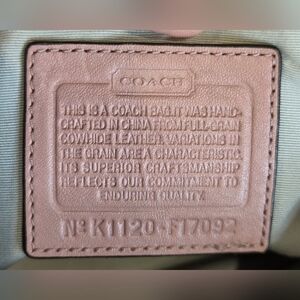 COACH
THIS IS A COACH BAG. IT WAS HAND-
CRAFTED IN CHINA FROM FULL-GRAIN
COWHIDE LEATHER. VARIATIONS IN
THE GRAIN ARE A CHARACTERISTIC.
ITS SUPERIOR CRAFTSMANSHIP
REFLECTS OUR COMMITMENT TO
ENDURING QUALITY.
Nº K1120-F17092